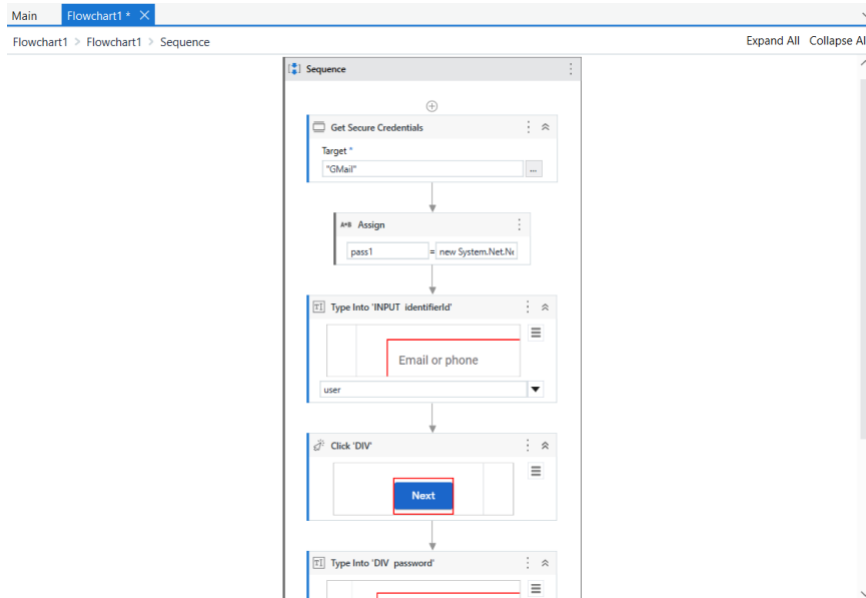 Main Flowchart1 *
Flowchart1 > Flowchart1 > Sequence Expand All Collapse Al
Sequence
Get Secure Credentials
Target *
"GMail" ...
A+B Assign
pass1 = new System.Net.Ne
Type Into 'INPUT identifierId'
Email or phone
user
Click 'DIV'
Next
Type Into 'DIV password'